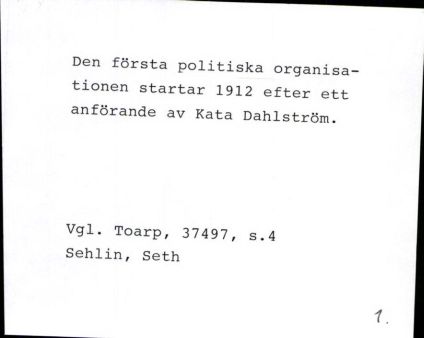 Den första politiska organisa-
tionen startar 1912 efter ett
anförande av Kata Dahlström.
Vgl. Toarp, 37497, s.4
Sehlin, Seth
1.